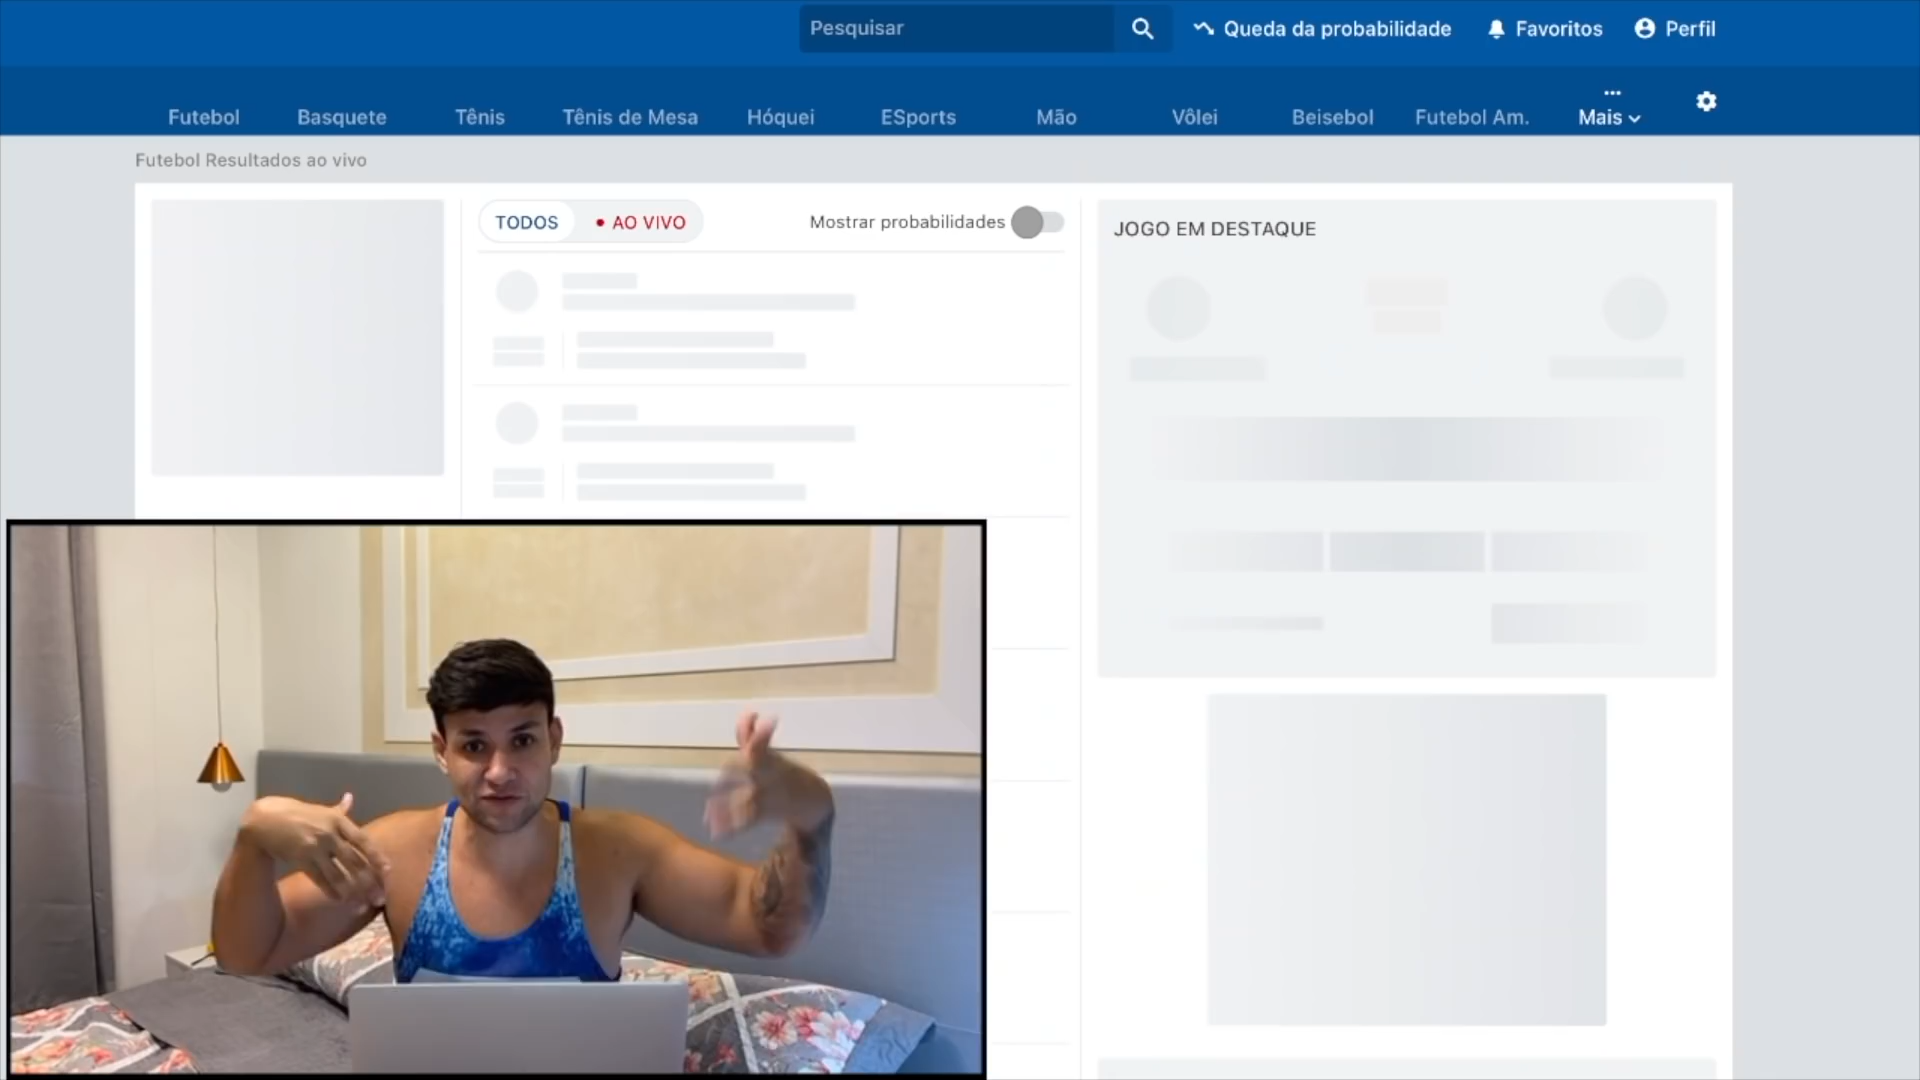 Pesquisar
Queda da probabilidade
Favoritos
Perfil
Futebol
Basquete
Tênis
Tênis de Mesa
Hóquei
ESports
Mão
Vôlei
Beisebol
Futebol Am.
Mais
Futebol Resultados ao vivo
TODOS
AO VIVO
Mostrar probabilidades
JOGO EM DESTAQUE